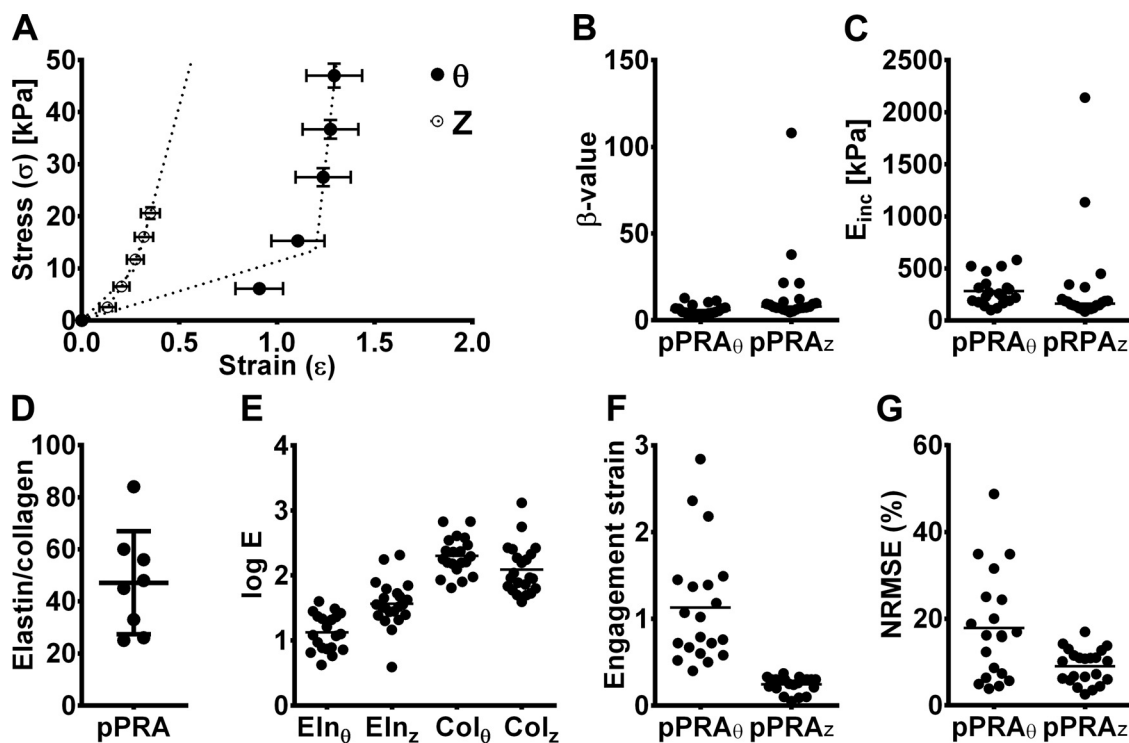 A
Stress (σ) [kPa]
50
40
30
20
10
0
0.0
0.5
1.0
1.5
2.0
Strain (ε)
θ
Z
B
β-value
150
100
50
0
pPRAθ
pPRAz
C
Einc [kPa]
2500
2000
1500
1000
500
0
pPRAθ
pRPAz
D
Elastin/collagen
100
80
60
40
20
0
pPRA
E
log E
4
3
2
1
0
Elnθ
Elnz
Colθ
Colz
F
Engagement strain
3
2
1
0
pPRAθ
pPRAz
G
NRMSE (%)
60
40
20
0
pPRAθ
pPRAz